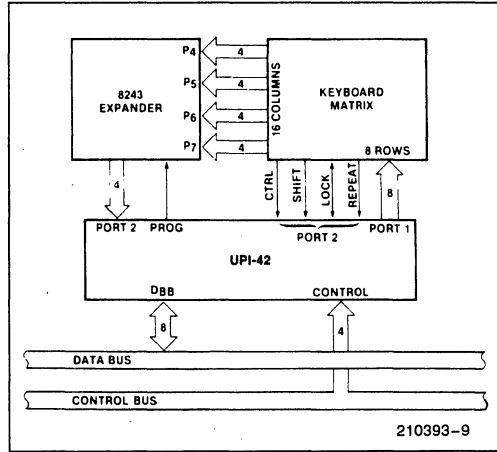 8243
EXPANDER
P4
P5
P6
P7
4
4
4
4
16 COLUMNS
KEYBOARD
MATRIX
8 ROWS
4
CTRL
SHIFT
LOCK
REPEAT
8
PORT 2
PROG
PORT 2
PORT 1
UPI-42
DBB
CONTROL
8
4
DATA BUS
CONTROL BUS
210393-9